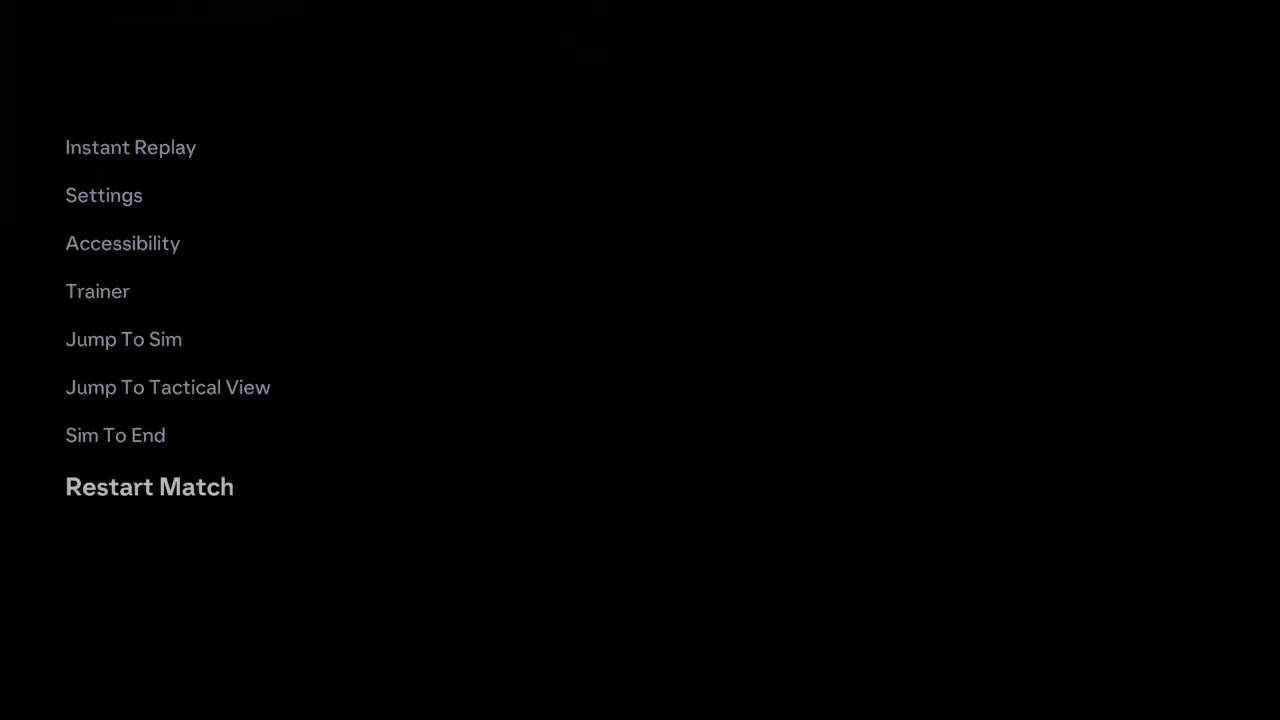 Instant Replay
Settings
Accessibility
Trainer
Jump To Sim
Jump To Tactical View
Sim To End
Restart Match